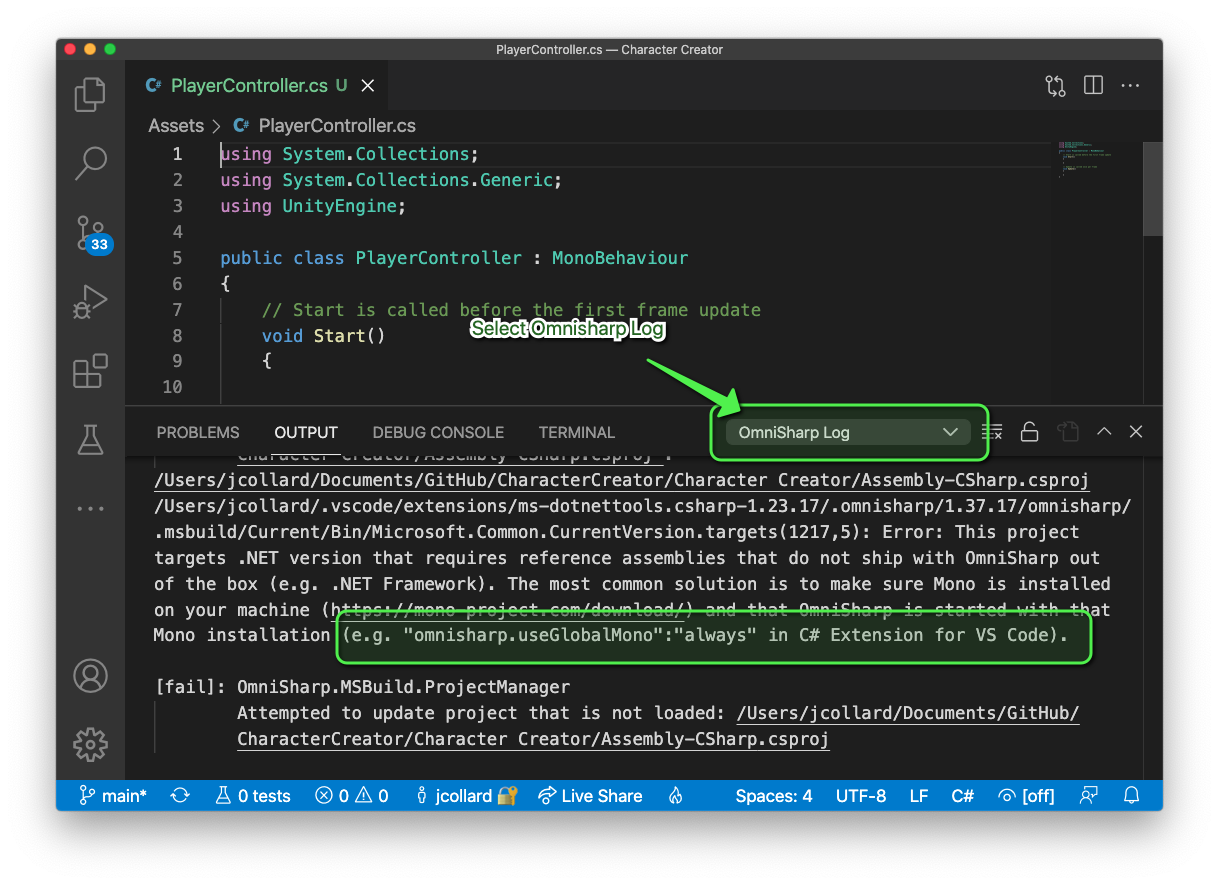 PlayerController.cs — Character Creator
C# PlayerController.cs U
Assets > C# PlayerController.cs
1 using System.Collections;
2 using System.Collections.Generic;
3 using UnityEngine;
4
5 public class PlayerController : MonoBehaviour
6 {
7 // Start is called before the first frame update
Select Omnisharp Log
8 void Start()
9 {
10
33
PROBLEMS OUTPUT DEBUG CONSOLE TERMINAL OmniSharp Log
Character Creator/Assembly-CSharp.csproj'.
/Users/jcollard/Documents/GitHub/CharacterCreator/Character Creator/Assembly-CSharp.csproj
/Users/jcollard/.vscode/extensions/ms-dotnettools.csharp-1.23.17/.omnisharp/1.37.17/omnisharp/
.msbuild/Current/Bin/Microsoft.Common.CurrentVersion.targets(1217,5): Error: This project
targets .NET version that requires reference assemblies that do not ship with OmniSharp out
of the box (e.g. .NET Framework). The most common solution is to make sure Mono is installed
on your machine (https://mono-project.com/download/) and that OmniSharp is started with that
Mono installation (e.g. "omnisharp.useGlobalMono":"always" in C# Extension for VS Code).
[fail]: OmniSharp.MSBuild.ProjectManager
Attempted to update project that is not loaded: /Users/jcollard/Documents/GitHub/
CharacterCreator/Character Creator/Assembly-CSharp.csproj
main* 0 tests 0 0 jcollard Live Share Spaces: 4 UTF-8 LF C# [off]